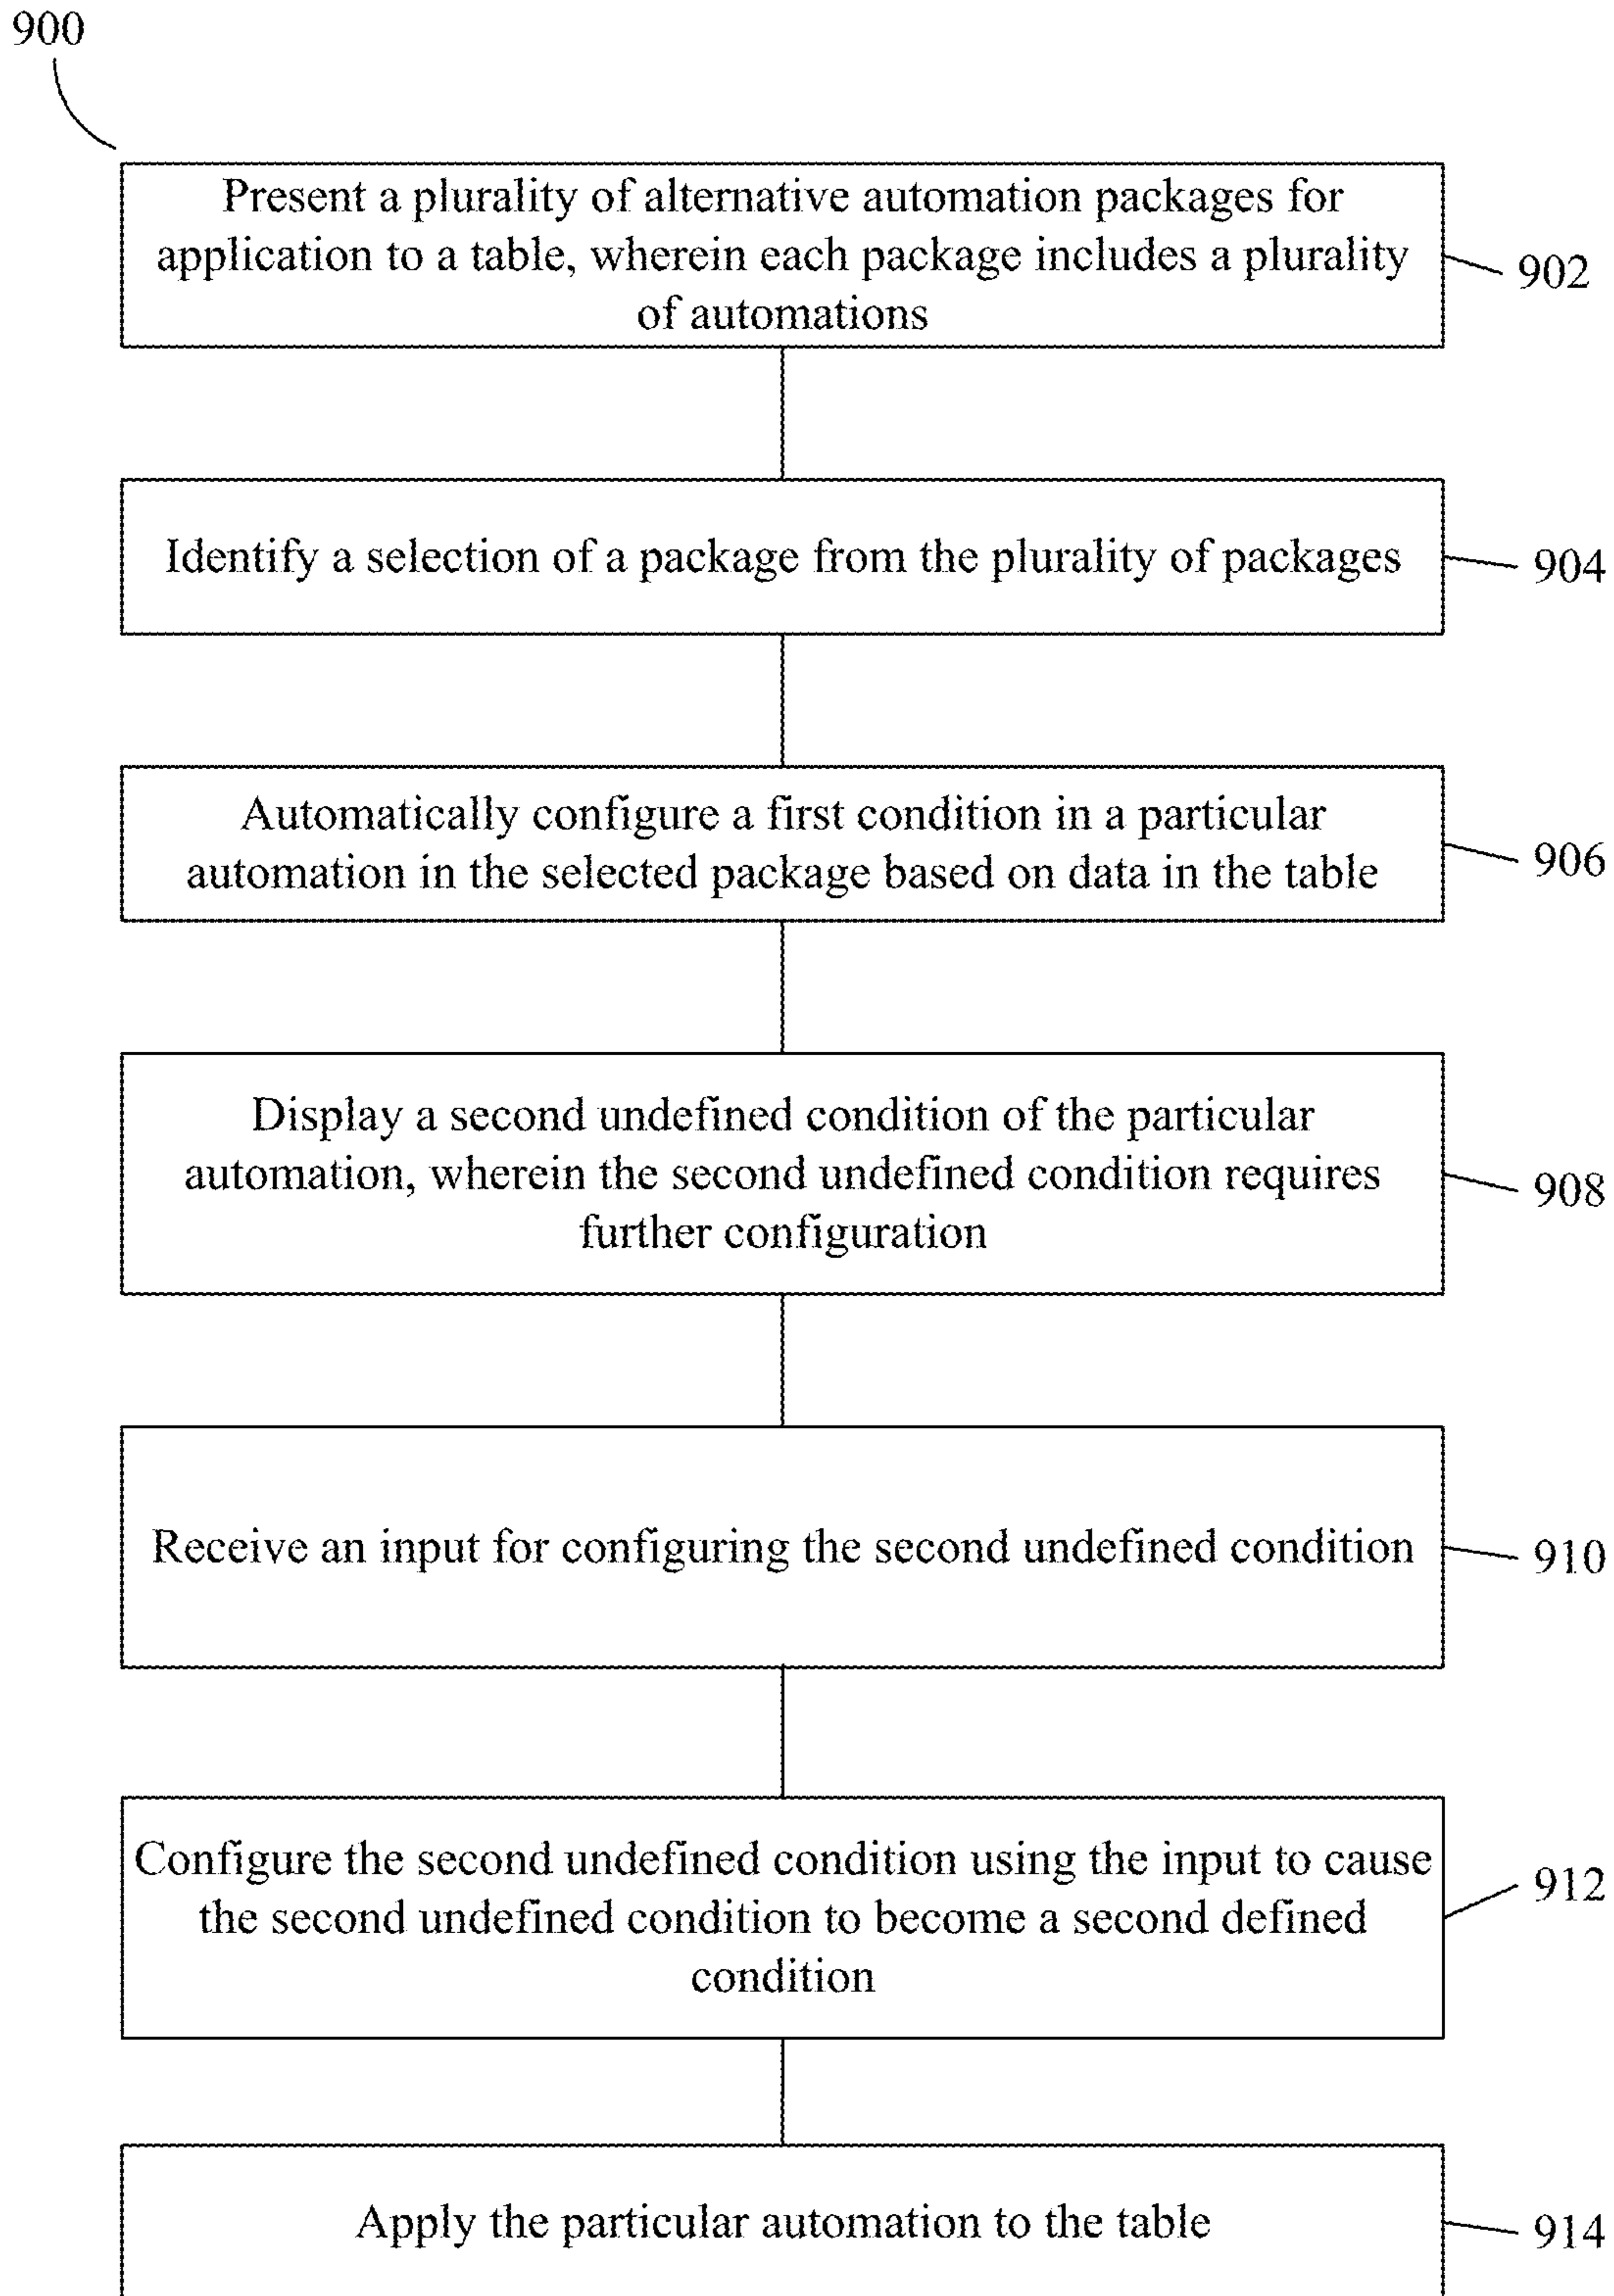 900
Present a plurality of alternative automation packages for
application to a table, wherein each package includes a plurality
of automations
902
Identify a selection of a package from the plurality of packages
904
Automatically configure a first condition in a particular
automation in the selected package based on data in the table
906
Display a second undefined condition of the particular
automation, wherein the second undefined condition requires
further configuration
908
Receive an input for configuring the second undefined condition
910
Configure the second undefined condition using the input to cause
the second undefined condition to become a second defined
condition
912
Apply the particular automation to the table
914